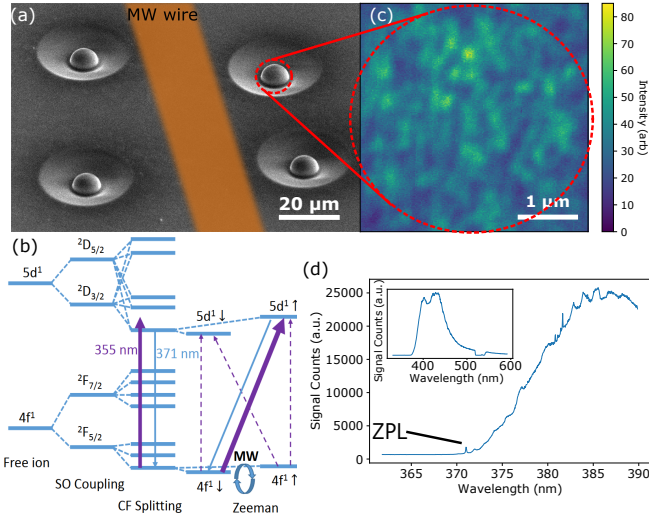 (a)
MW wire
20 µm
(c)
1 µm
80
70
60
50
40
30
20
10
0
Intensity (arb)
(b)
5d¹
²D₅/₂
²D₃/₂
5d¹↓
5d¹↑
355 nm
371 nm
²F₇/₂
4f¹
²F₅/₂
Free ion
SO Coupling
CF Splitting
MW
4f¹↓
4f¹↑
Zeeman
(d)
25000
20000
15000
10000
5000
0
Signal Counts (a.u.)
Signal Counts (a.u.)
400
500
600
Wavelength (nm)
ZPL
365
370
375
380
385
390
Wavelength (nm)